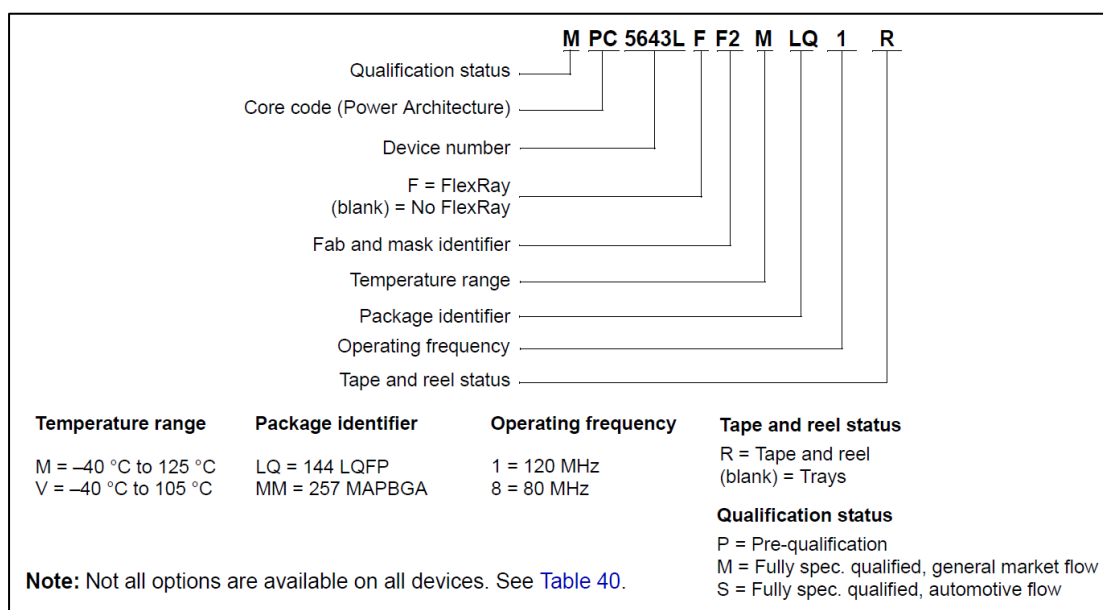 M PC 5643L F F2 M LQ 1 R
Qualification status
Core code (Power Architecture)
Device number
F = FlexRay
(blank) = No FlexRay
Fab and mask identifier
Temperature range
Package identifier
Operating frequency
Tape and reel status
Temperature range
M = –40 °C to 125 °C
V = –40 °C to 105 °C
Package identifier
LQ = 144 LQFP
MM = 257 MAPBGA
Operating frequency
1 = 120 MHz
8 = 80 MHz
Tape and reel status
R = Tape and reel
(blank) = Trays
Qualification status
P = Pre-qualification
M = Fully spec. qualified, general market flow
S = Fully spec. qualified, automotive flow
Note: Not all options are available on all devices. See Table 40.